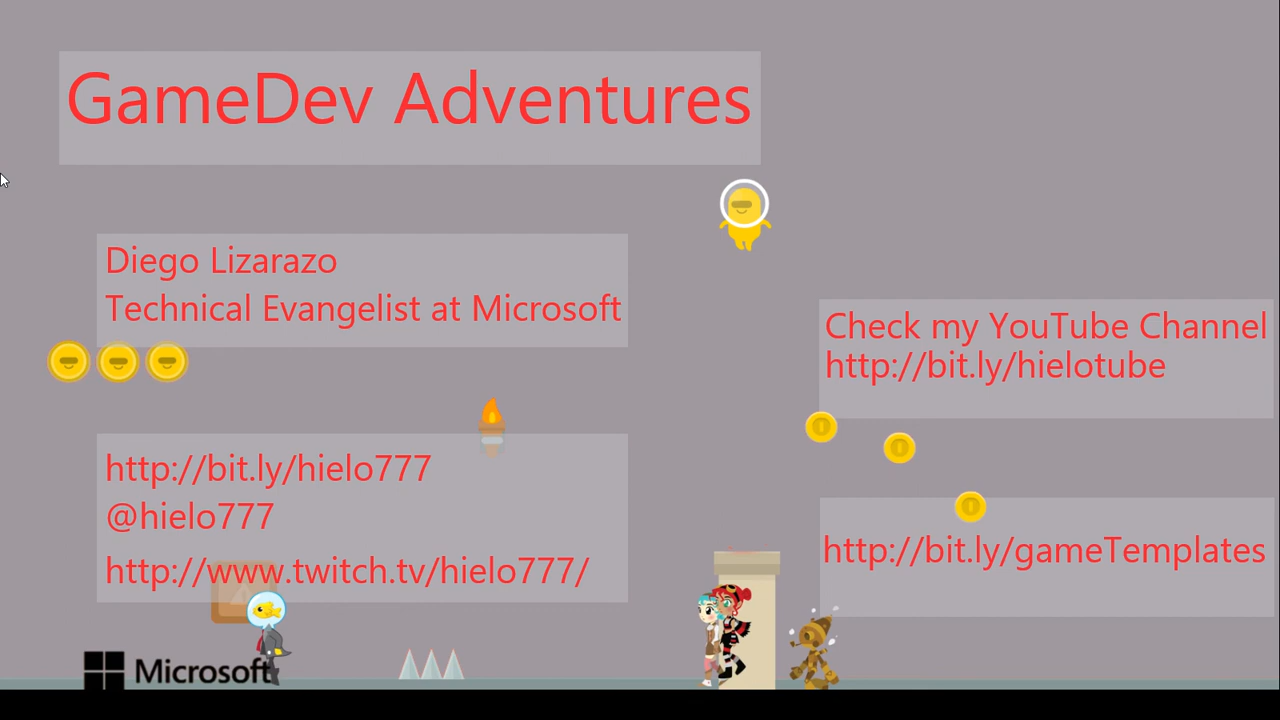 GameDev Adventures
Diego Lizarazo
Technical Evangelist at Microsoft
http://bit.ly/hielo777
@hielo777
http://www.twitch.tv/hielo777/
Check my YouTube Channel
http://bit.ly/hielotube
http://bit.ly/gameTemplates
Microsoft